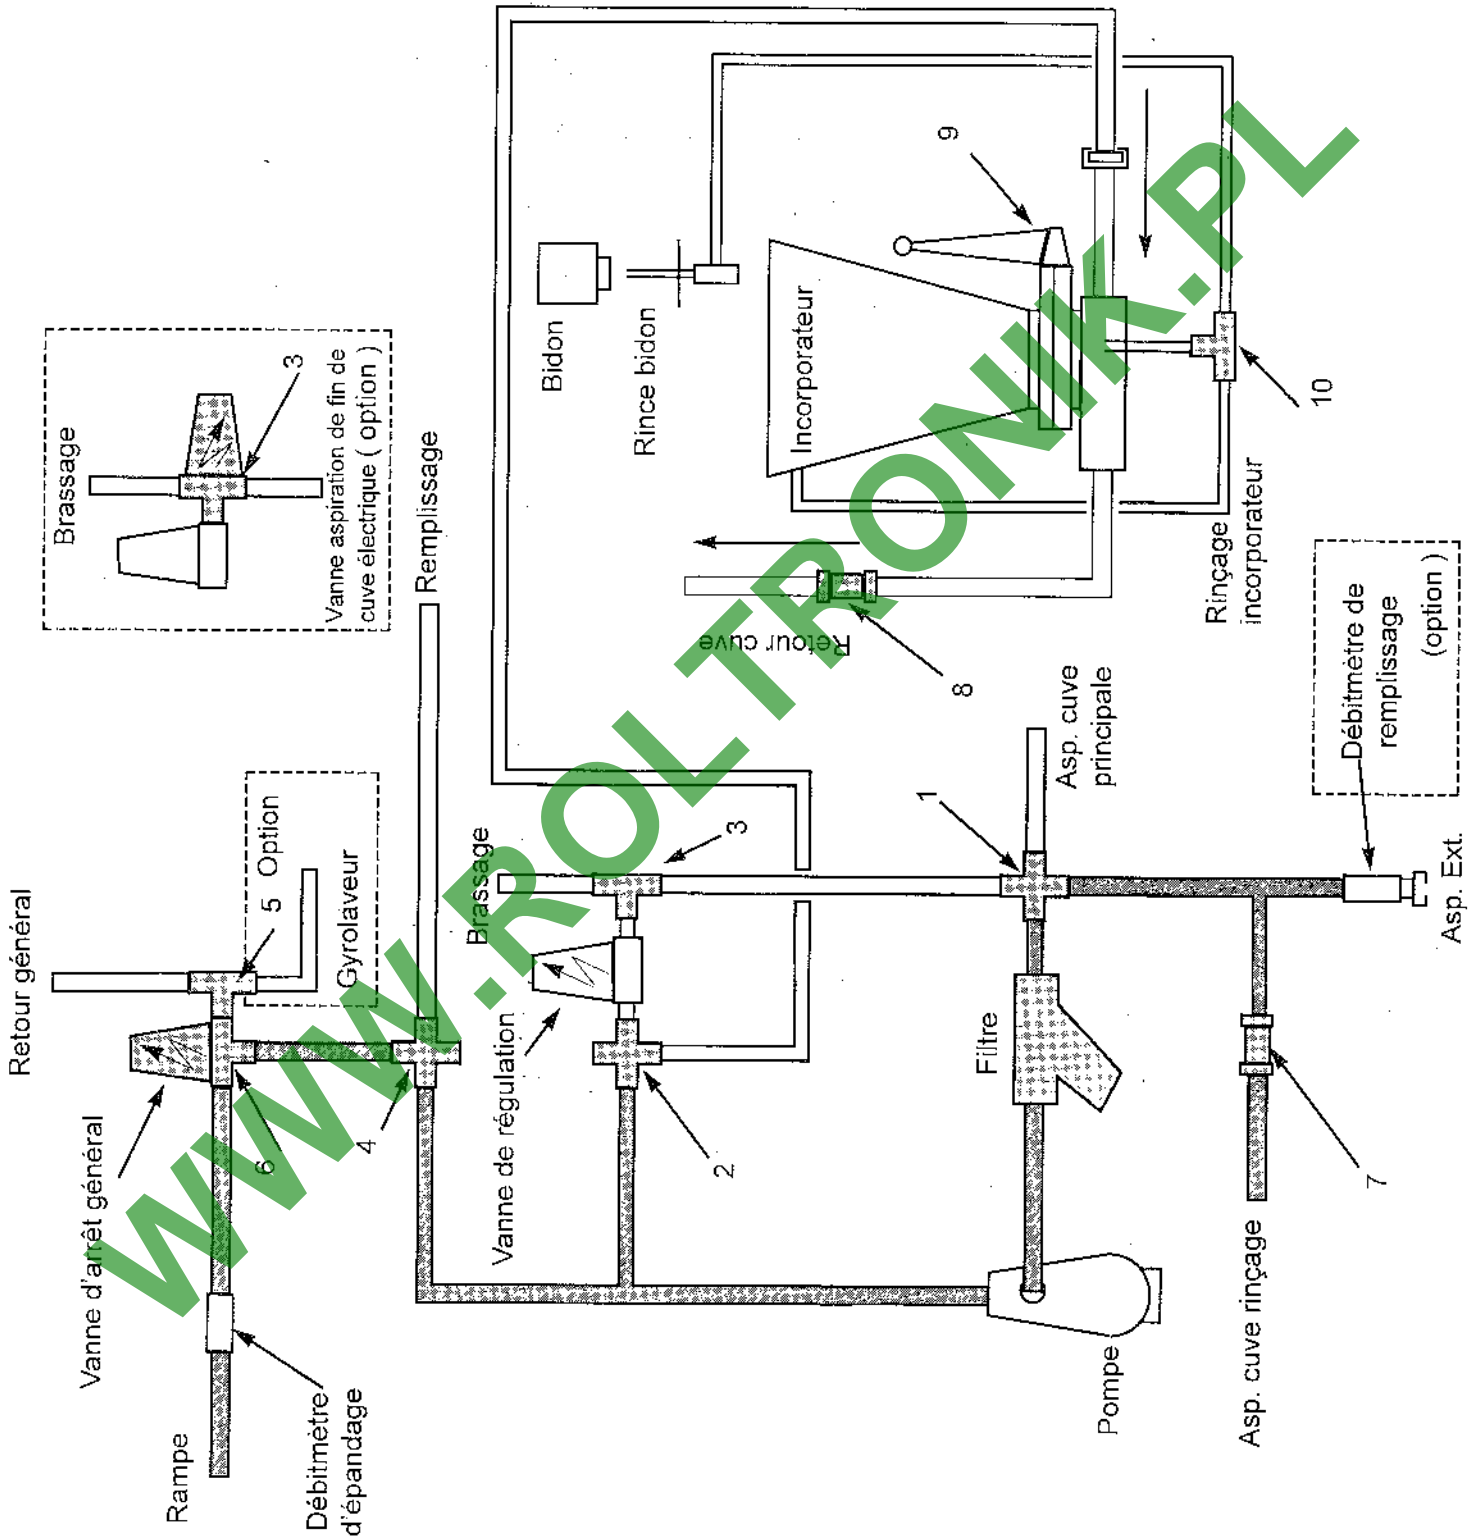 Retour général
Vanne d'arrêt général
Rampe
Débitmètre
d'épandage
6
5
Option
Gyrolaveur
4
Remplissage
Brassage
3
Vanne aspiration de fin de
cuve électrique ( option )
Brassage
3
Vanne de régulation
2
Pompe
Filtre
1
Asp. cuve
principale
Asp. cuve rinçage
7
Asp. Ext.
Débitmètre de
remplissage
(option )
Retour cuve
8
Bidon
Rince bidon
Incorporateur
9
10
Rinçage
incorporateur
WWW.ROLTRONIK.PL